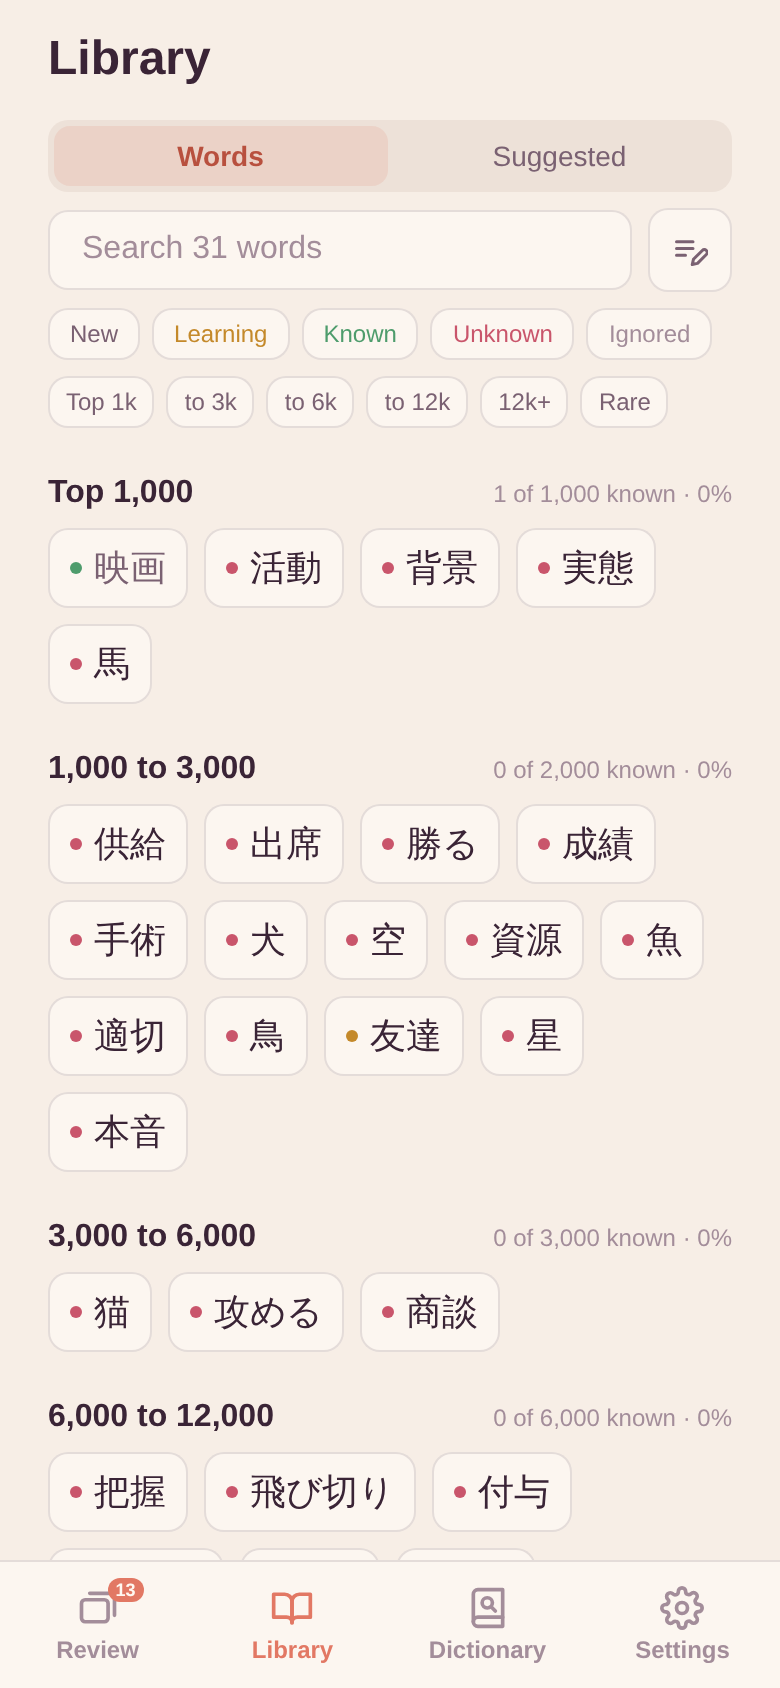 Library
Words Suggested
Search 31 words
New Learning Known Unknown Ignored
Top 1k to 3k to 6k to 12k 12k+ Rare
Top 1,000 1 of 1,000 known · 0%
映画 活動 背景 実態
馬
1,000 to 3,000 0 of 2,000 known · 0%
供給 出席 勝る 成績
手術 犬 空 資源 魚
適切 鳥 友達 星
本音
3,000 to 6,000 0 of 3,000 known · 0%
猫 攻める 商談
6,000 to 12,000 0 of 6,000 known · 0%
把握 飛び切り 付与
13
Review Library Dictionary Settings